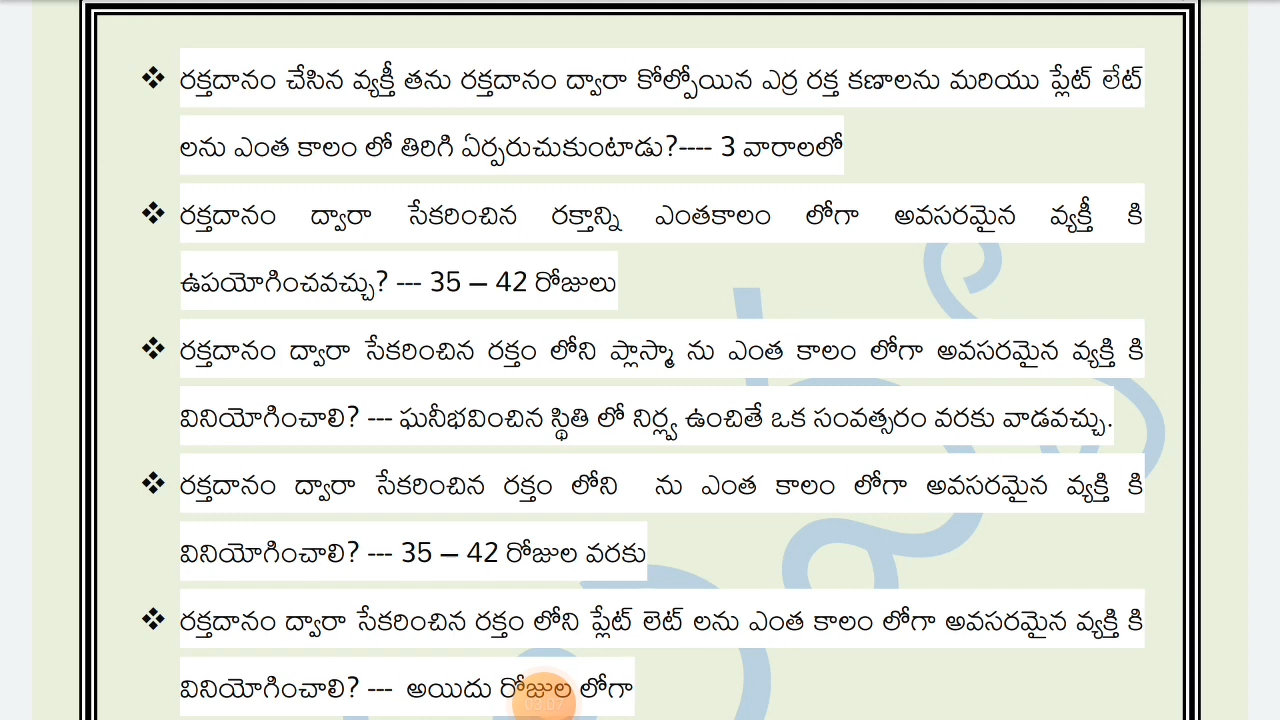 ❖ రక్తదానం చేసిన వ్యక్తీ తను రక్తదానం ద్వారా కోల్పోయిన ఎర్ర రక్త కణాలను మరియు ప్లేట్ లేట్
లను ఎంత కాలం లో తిరిగి ఏర్పరుచుకుంటాడు?---- 3 వారాలలో
❖ రక్తదానం ద్వారా సేకరించిన రక్తాన్ని ఎంతకాలం లోగా అవసరమైన వ్యక్తీ కి
ఉపయోగించవచ్చు? --- 35 – 42 రోజులు
❖ రక్తదానం ద్వారా సేకరించిన రక్తం లోని ప్లాస్మా ను ఎంత కాలం లోగా అవసరమైన వ్యక్తి కి
వినియోగించాలి? --- ఘనీభవించిన స్థితి లో నిర్ల్వ ఉంచితే ఒక సంవత్సరం వరకు వాడవచ్చు.
❖ రక్తదానం ద్వారా సేకరించిన రక్తం లోని ను ఎంత కాలం లోగా అవసరమైన వ్యక్తి కి
వినియోగించాలి? --- 35 – 42 రోజుల వరకు
❖ రక్తదానం ద్వారా సేకరించిన రక్తం లోని ప్లేట్ లెట్ లను ఎంత కాలం లోగా అవసరమైన వ్యక్తి కి
వినియోగించాలి? --- అయిదు రోజుల లోగా
03:07